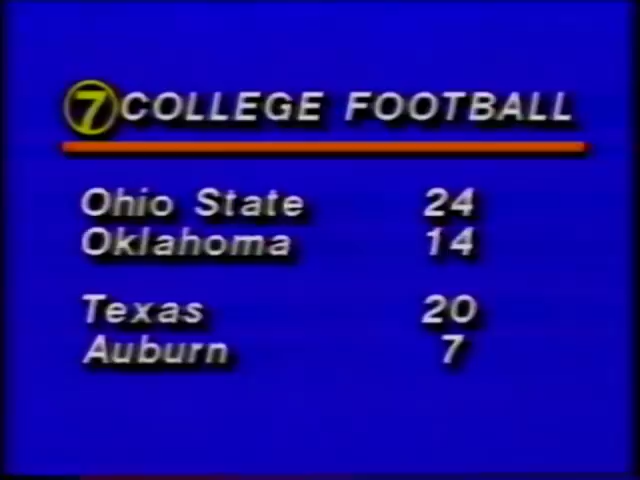 7 COLLEGE FOOTBALL
Ohio State 24
Oklahoma 14
Texas 20
Auburn 7